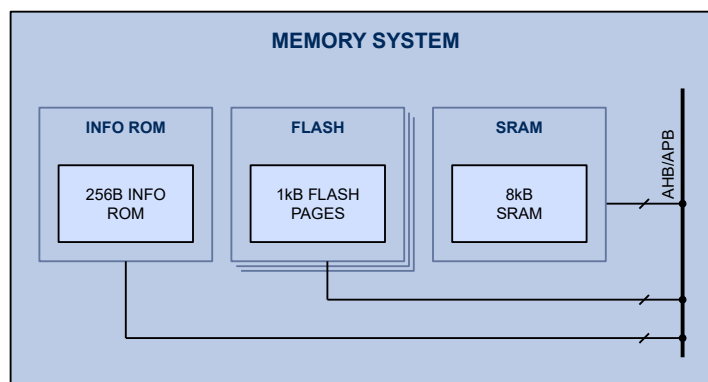 MEMORY SYSTEM
INFO ROM
FLASH
SRAM
256B INFO
ROM
1kB FLASH
PAGES
8kB
SRAM
AHB/APB